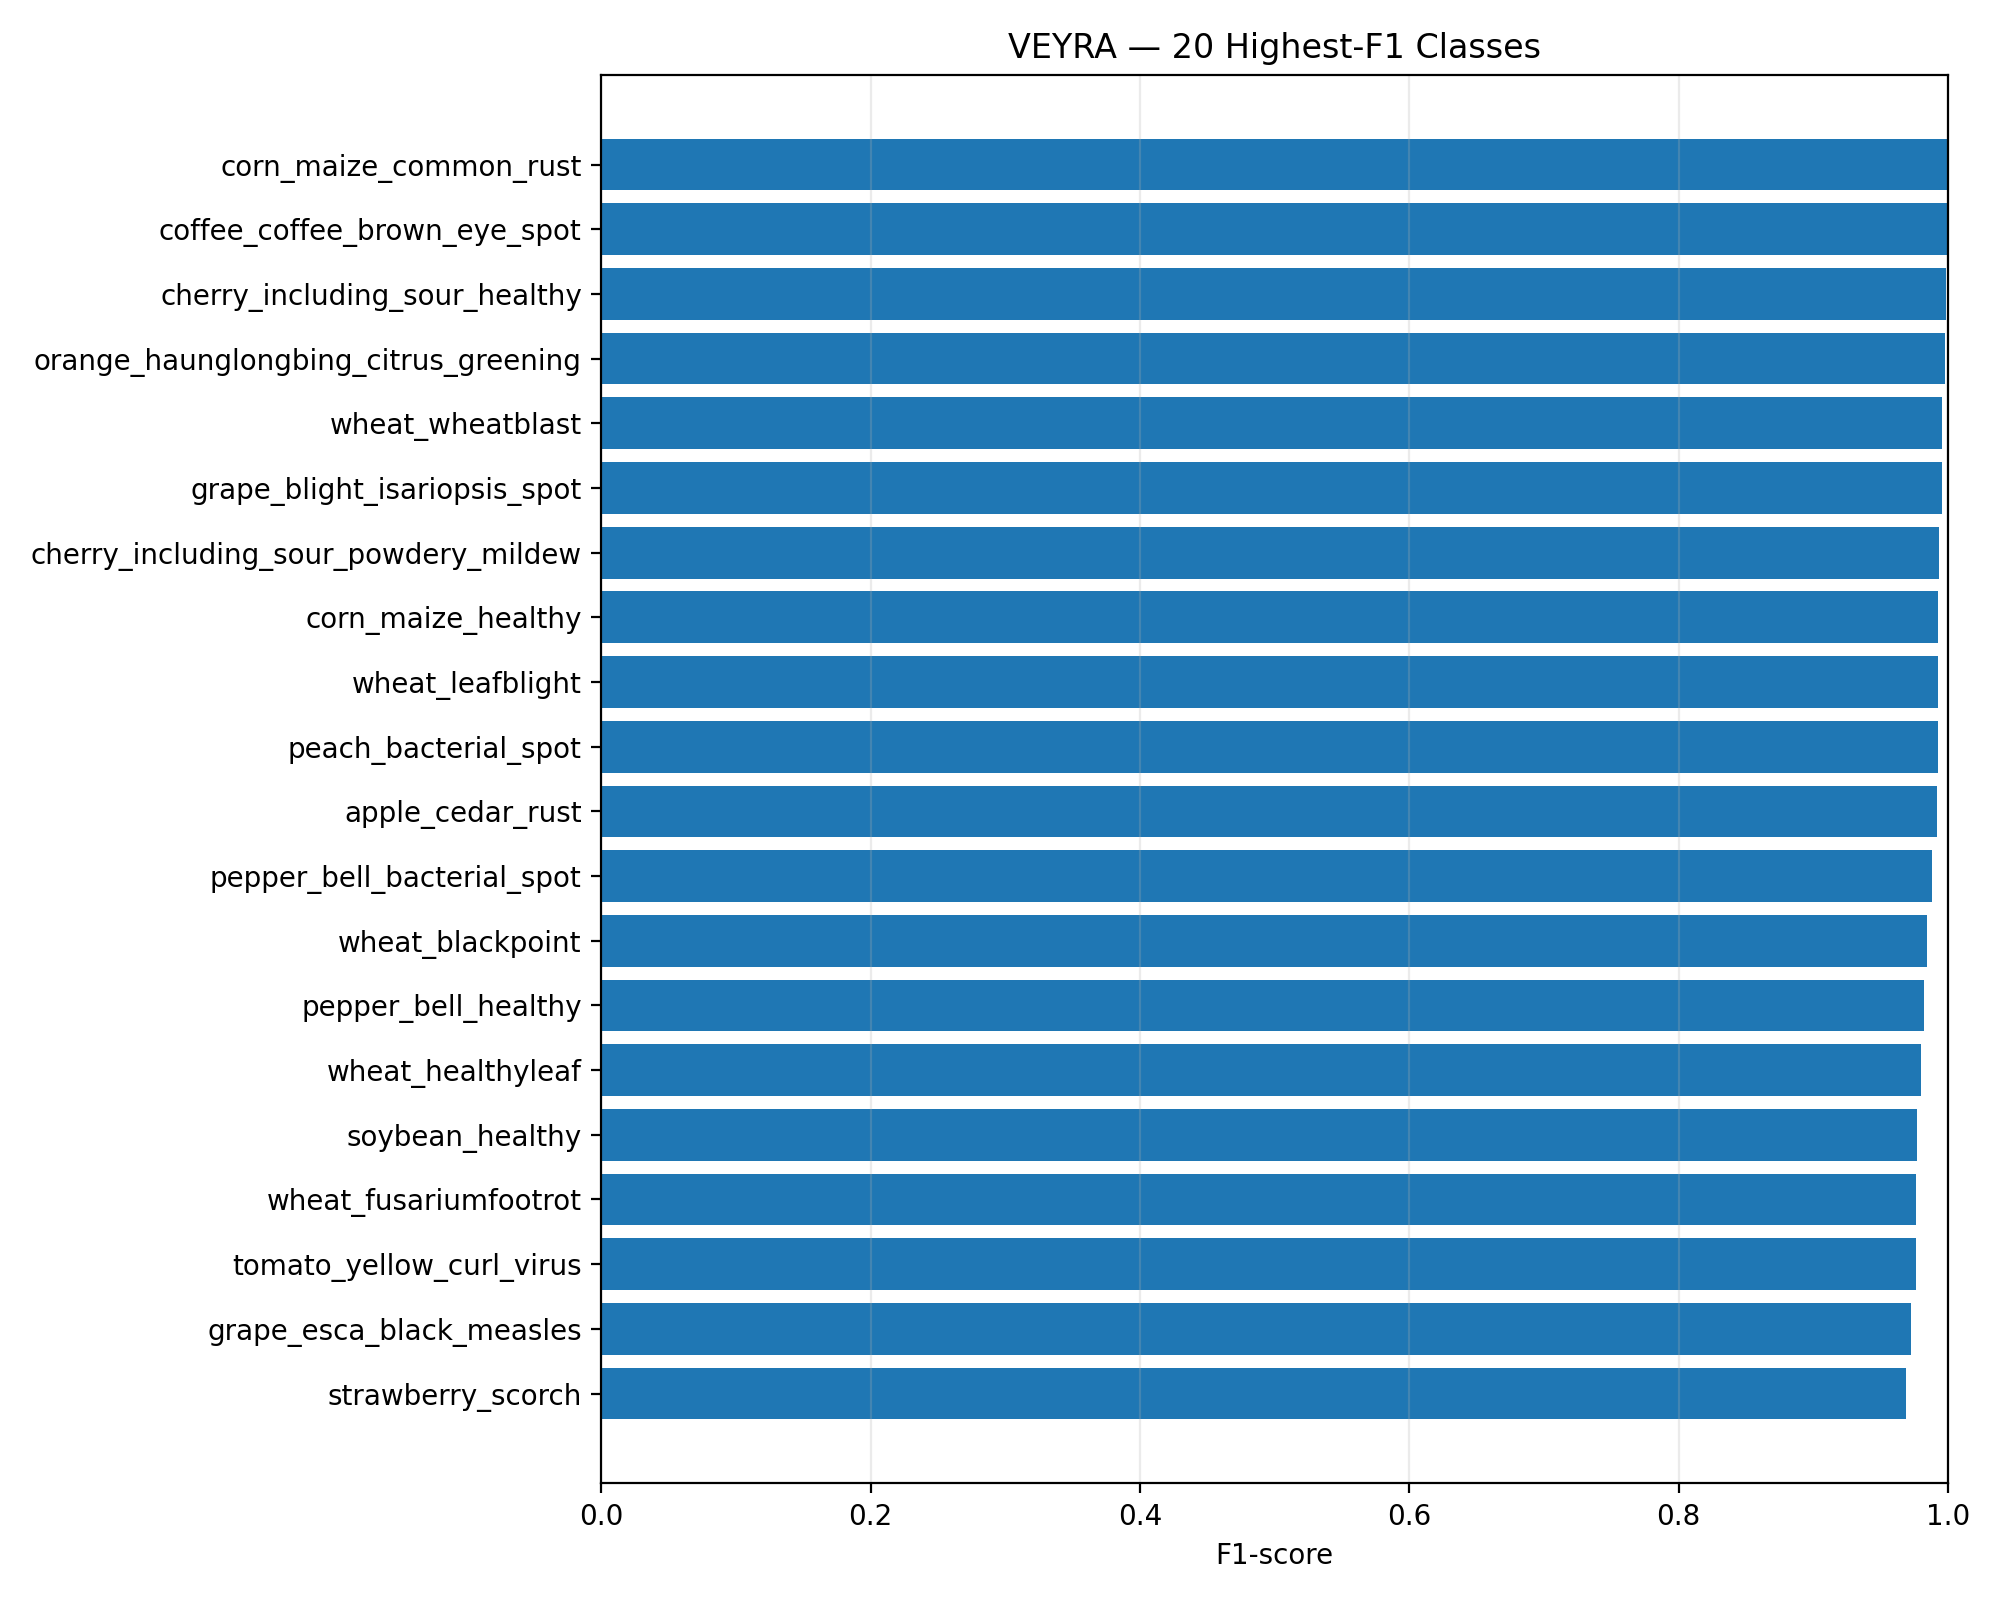 VEYRA — 20 Highest-F1 Classes
corn_maize_common_rust
coffee_coffee_brown_eye_spot
cherry_including_sour_healthy
orange_haunglongbing_citrus_greening
wheat_wheatblast
grape_blight_isariopsis_spot
cherry_including_sour_powdery_mildew
corn_maize_healthy
wheat_leafblight
peach_bacterial_spot
apple_cedar_rust
pepper_bell_bacterial_spot
wheat_blackpoint
pepper_bell_healthy
wheat_healthyleaf
soybean_healthy
wheat_fusariumfootrot
tomato_yellow_curl_virus
grape_esca_black_measles
strawberry_scorch
0.0 0.2 0.4 0.6 0.8 1.0
F1-score